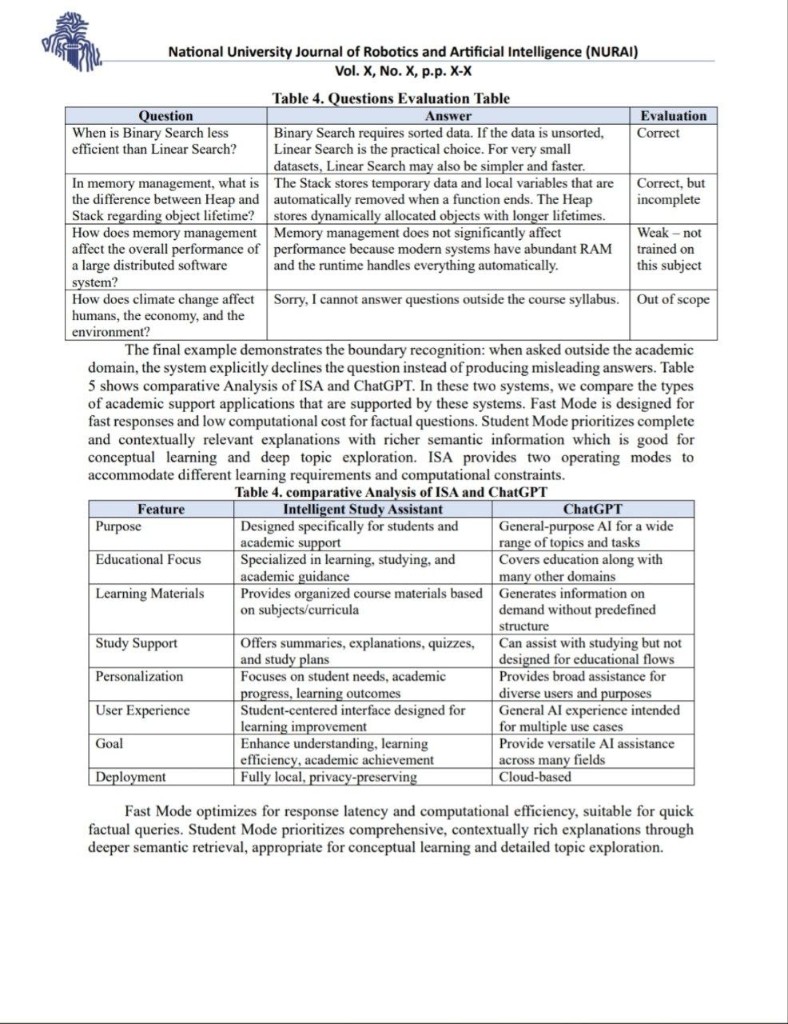 National University Journal of Robotics and Artificial Intelligence (NURAI)
Vol. X, No. X, p.p. X-X
Table 4. Questions Evaluation Table
Question Answer Evaluation
When is Binary Search less efficient than Linear Search?
Binary Search requires sorted data. If the data is unsorted,
Linear Search is the practical choice. For very small
datasets, Linear Search may also be simpler and faster.
Correct
In memory management, what is
the difference between Heap and
Stack regarding object lifetime?
The Stack stores temporary data and local variables that are
automatically removed when a function ends. The Heap
stores dynamically allocated objects with longer lifetimes.
Correct, but
incomplete
How does memory management
affect the overall performance of
a large distributed software
system?
Memory management does not significantly affect
performance because modern systems have abundant RAM
and the runtime handles everything automatically.
Weak – not
trained on
this subject
How does climate change affect
humans, the economy, and the
environment?
Sorry, I cannot answer questions outside the course syllabus.
Out of scope
The final example demonstrates the boundary recognition: when asked outside the academic
domain, the system explicitly declines the question instead of producing misleading answers. Table
5 shows comparative Analysis of ISA and ChatGPT. In these two systems, we compare the types
of academic support applications that are supported by these systems. Fast Mode is designed for
fast responses and low computational cost for factual questions. Student Mode prioritizes complete
and contextually relevant explanations with richer semantic information which is good for
conceptual learning and deep topic exploration. ISA provides two operating modes to
accommodate different learning requirements and computational constraints.
Table 4. comparative Analysis of ISA and ChatGPT
Feature Intelligent Study Assistant ChatGPT
Purpose
Designed specifically for students and
academic support
General-purpose AI for a wide
range of topics and tasks
Educational Focus
Specialized in learning, studying, and
academic guidance
Covers education along with
many other domains
Learning Materials
Provides organized course materials based
on subjects/curricula
Generates information on
demand without predefined
structure
Study Support
Offers summaries, explanations, quizzes,
and study plans
Can assist with studying but not
designed for educational flows
Personalization
Focuses on student needs, academic
progress, learning outcomes
Provides broad assistance for
diverse users and purposes
User Experience
Student-centered interface designed for
learning improvement
General AI experience intended
for multiple use cases
Goal
Enhance understanding, learning
efficiency, academic achievement
Provide versatile AI assistance
across many fields
Deployment
Fully local, privacy-preserving
Cloud-based
Fast Mode optimizes for response latency and computational efficiency, suitable for quick
factual queries. Student Mode prioritizes comprehensive, contextually rich explanations through
deeper semantic retrieval, appropriate for conceptual learning and detailed topic exploration.